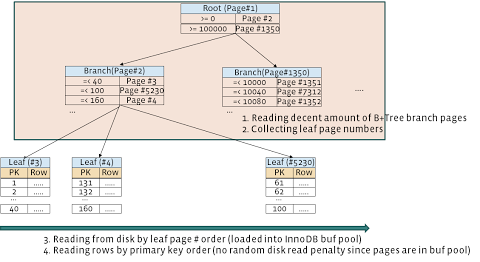 Root (Page#1)
>= 0 Page #2
>= 100000 Page #1350
Branch(Page#2)
=< 40 Page #3
=< 100 Page #5230
=< 160 Page #4
...
Branch(Page#1350)
=< 10000 Page #1351
=< 10040 Page #7312
=< 10080 Page #1352
...
....
1. Reading decent amount of B+Tree branch pages
2. Collecting leaf page numbers
Leaf (#3)
PK Row
1 .....
2 .....
...
40 .....
Leaf (#4)
PK Row
131 .....
132 .....
...
160 .....
Leaf (#5230)
PK Row
61 .....
62 .....
...
100 .....
3. Reading from disk by leaf page # order (loaded into InnoDB buf pool)
4. Reading rows by primary key order (no random disk read penalty since pages are in buf pool)